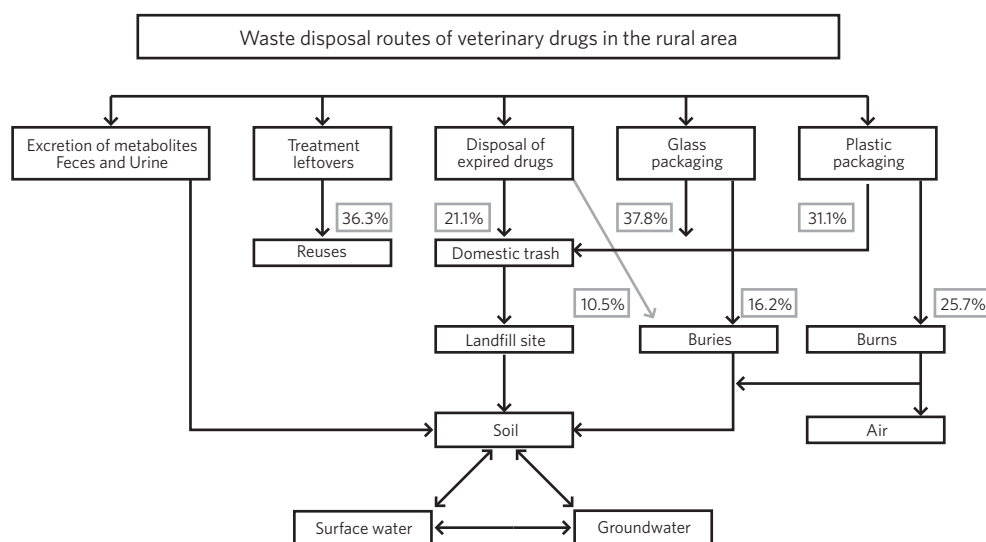 Waste disposal routes of veterinary drugs in the rural area
Excretion of metabolites
Feces and Urine
Treatment
leftovers
Disposal of
expired drugs
Glass
packaging
Plastic
packaging
36.3%
21.1%
37.8%
31.1%
Reuses
Domestic trash
10.5%
16.2%
25.7%
Landfill site
Buries
Burns
Soil
Air
Surface water
Groundwater